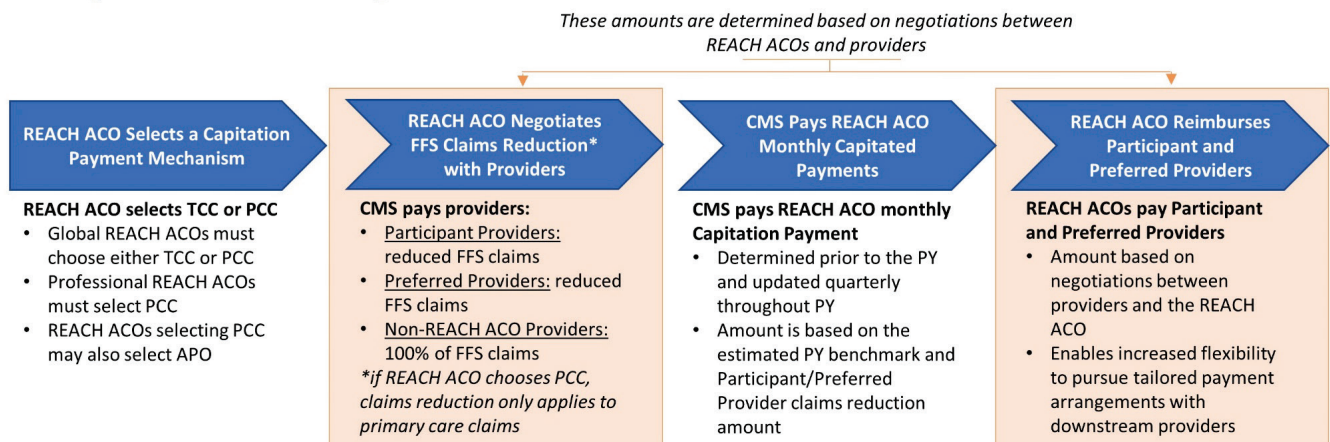 These amounts are determined based on negotiations between
REACH ACOs and providers
REACH ACO Selects a Capitation
Payment Mechanism
REACH ACO selects TCC or PCC
• Global REACH ACOs must
choose either TCC or PCC
• Professional REACH ACOs
must select PCC
• REACH ACOs selecting PCC
may also select APO
REACH ACO Negotiates
FFS Claims Reduction*
with Providers
CMS pays providers:
• Participant Providers:
reduced FFS claims
• Preferred Providers: reduced
FFS claims
• Non-REACH ACO Providers:
100% of FFS claims
*if REACH ACO chooses PCC,
claims reduction only applies to
primary care claims
CMS Pays REACH ACO
Monthly Capitated
Payments
CMS pays REACH ACO monthly
Capitation Payment
• Determined prior to the PY
and updated quarterly
throughout PY
• Amount is based on the
estimated PY benchmark and
Participant/Preferred
Provider claims reduction
amount
REACH ACO Reimburses
Participant and
Preferred Providers
REACH ACOs pay Participant
and Preferred Providers
• Amount based on
negotiations between
providers and the REACH
ACO
• Enables increased flexibility
to pursue tailored payment
arrangements with
downstream providers